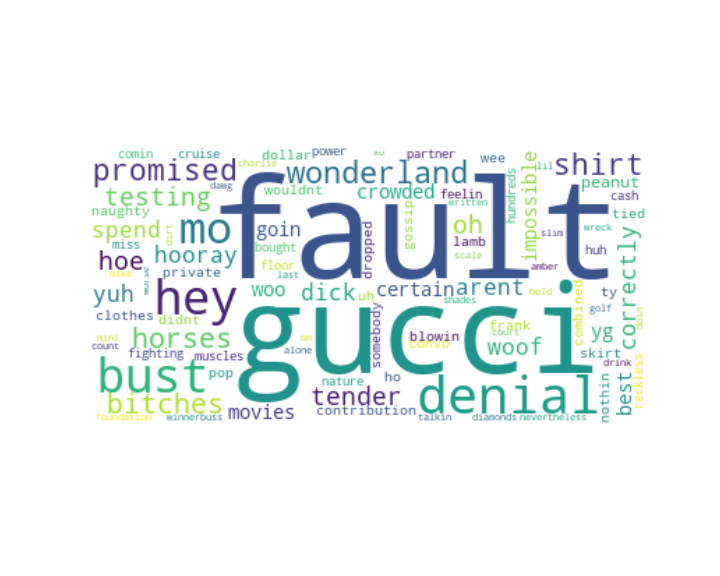 comin cruise dollar power partner wee lil
promised charlie xo wonderland impossible shirt
dawg testing wouldnt crowded feelin written hundreds peanut
naughty mo fault gossip oh cash
spend dirt goin dropped lamb slim huh tied
miss hooray bought floor scale wreck
hoe mike private last woo amber ty correctly
yuh hey dick uh certain arent held combined
clothes didnt gucci somebody shades golf doin
mini horses blowin frank court yg
count fighting muscles nm convo woof skirt
bust pop alone nature ho drink best reckless
bitches movies tender contribution denial nothin
foundation winnerbuss talkin diamonds nevertheless